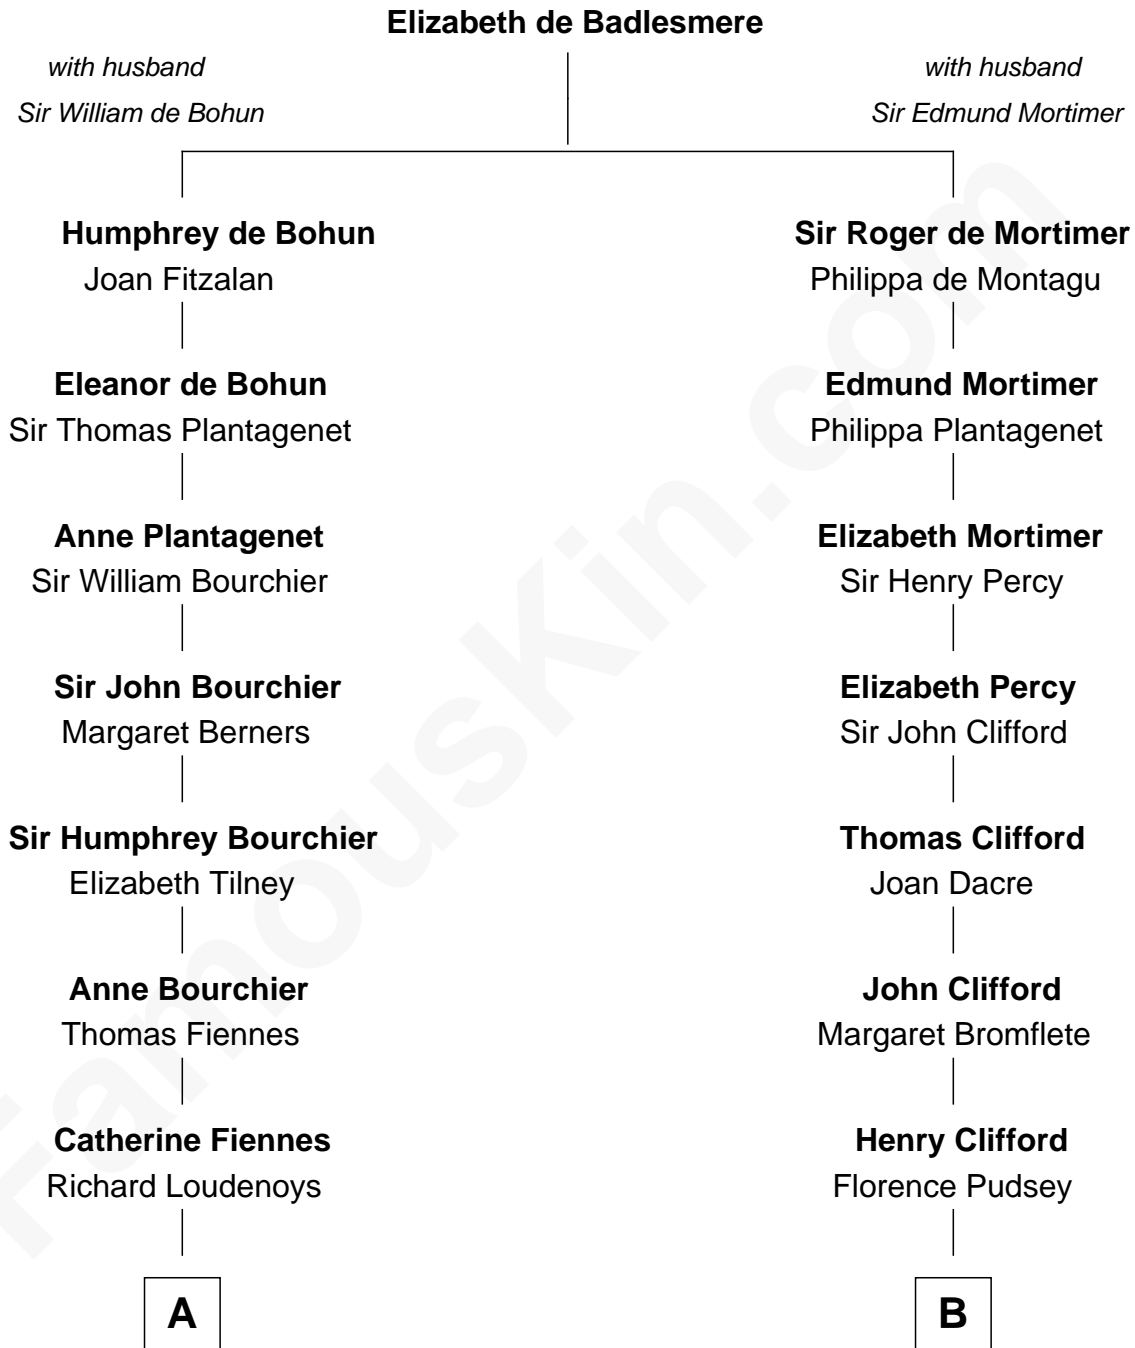 Elizabeth de Badlesmere
with husband
Sir William de Bohun
with husband
Sir Edmund Mortimer
Humphrey de Bohun
Joan Fitzalan
Sir Roger de Mortimer
Philippa de Montagu
Eleanor de Bohun
Sir Thomas Plantagenet
Edmund Mortimer
Philippa Plantagenet
Anne Plantagenet
Sir William Bourchier
Elizabeth Mortimer
Sir Henry Percy
Sir John Bourchier
Margaret Berners
Elizabeth Percy
Sir John Clifford
Sir Humphrey Bourchier
Elizabeth Tilney
Thomas Clifford
Joan Dacre
Anne Bourchier
Thomas Fiennes
John Clifford
Margaret Bromflete
Catherine Fiennes
Richard Loudenoys
Henry Clifford
Florence Pudsey
A
B
FamousKin.com